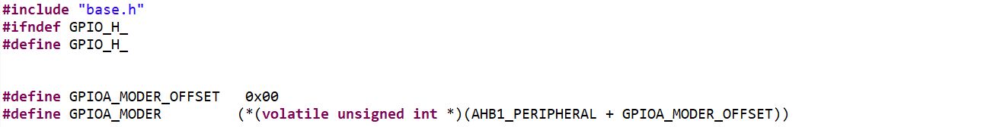 #include "base.h"
#ifndef GPIO_H_
#define GPIO_H_
#define GPIOA_MODER_OFFSET   0x00
#define GPIOA_MODER         (*(volatile unsigned int *)(AHB1_PERIPHERAL + GPIOA_MODER_OFFSET))